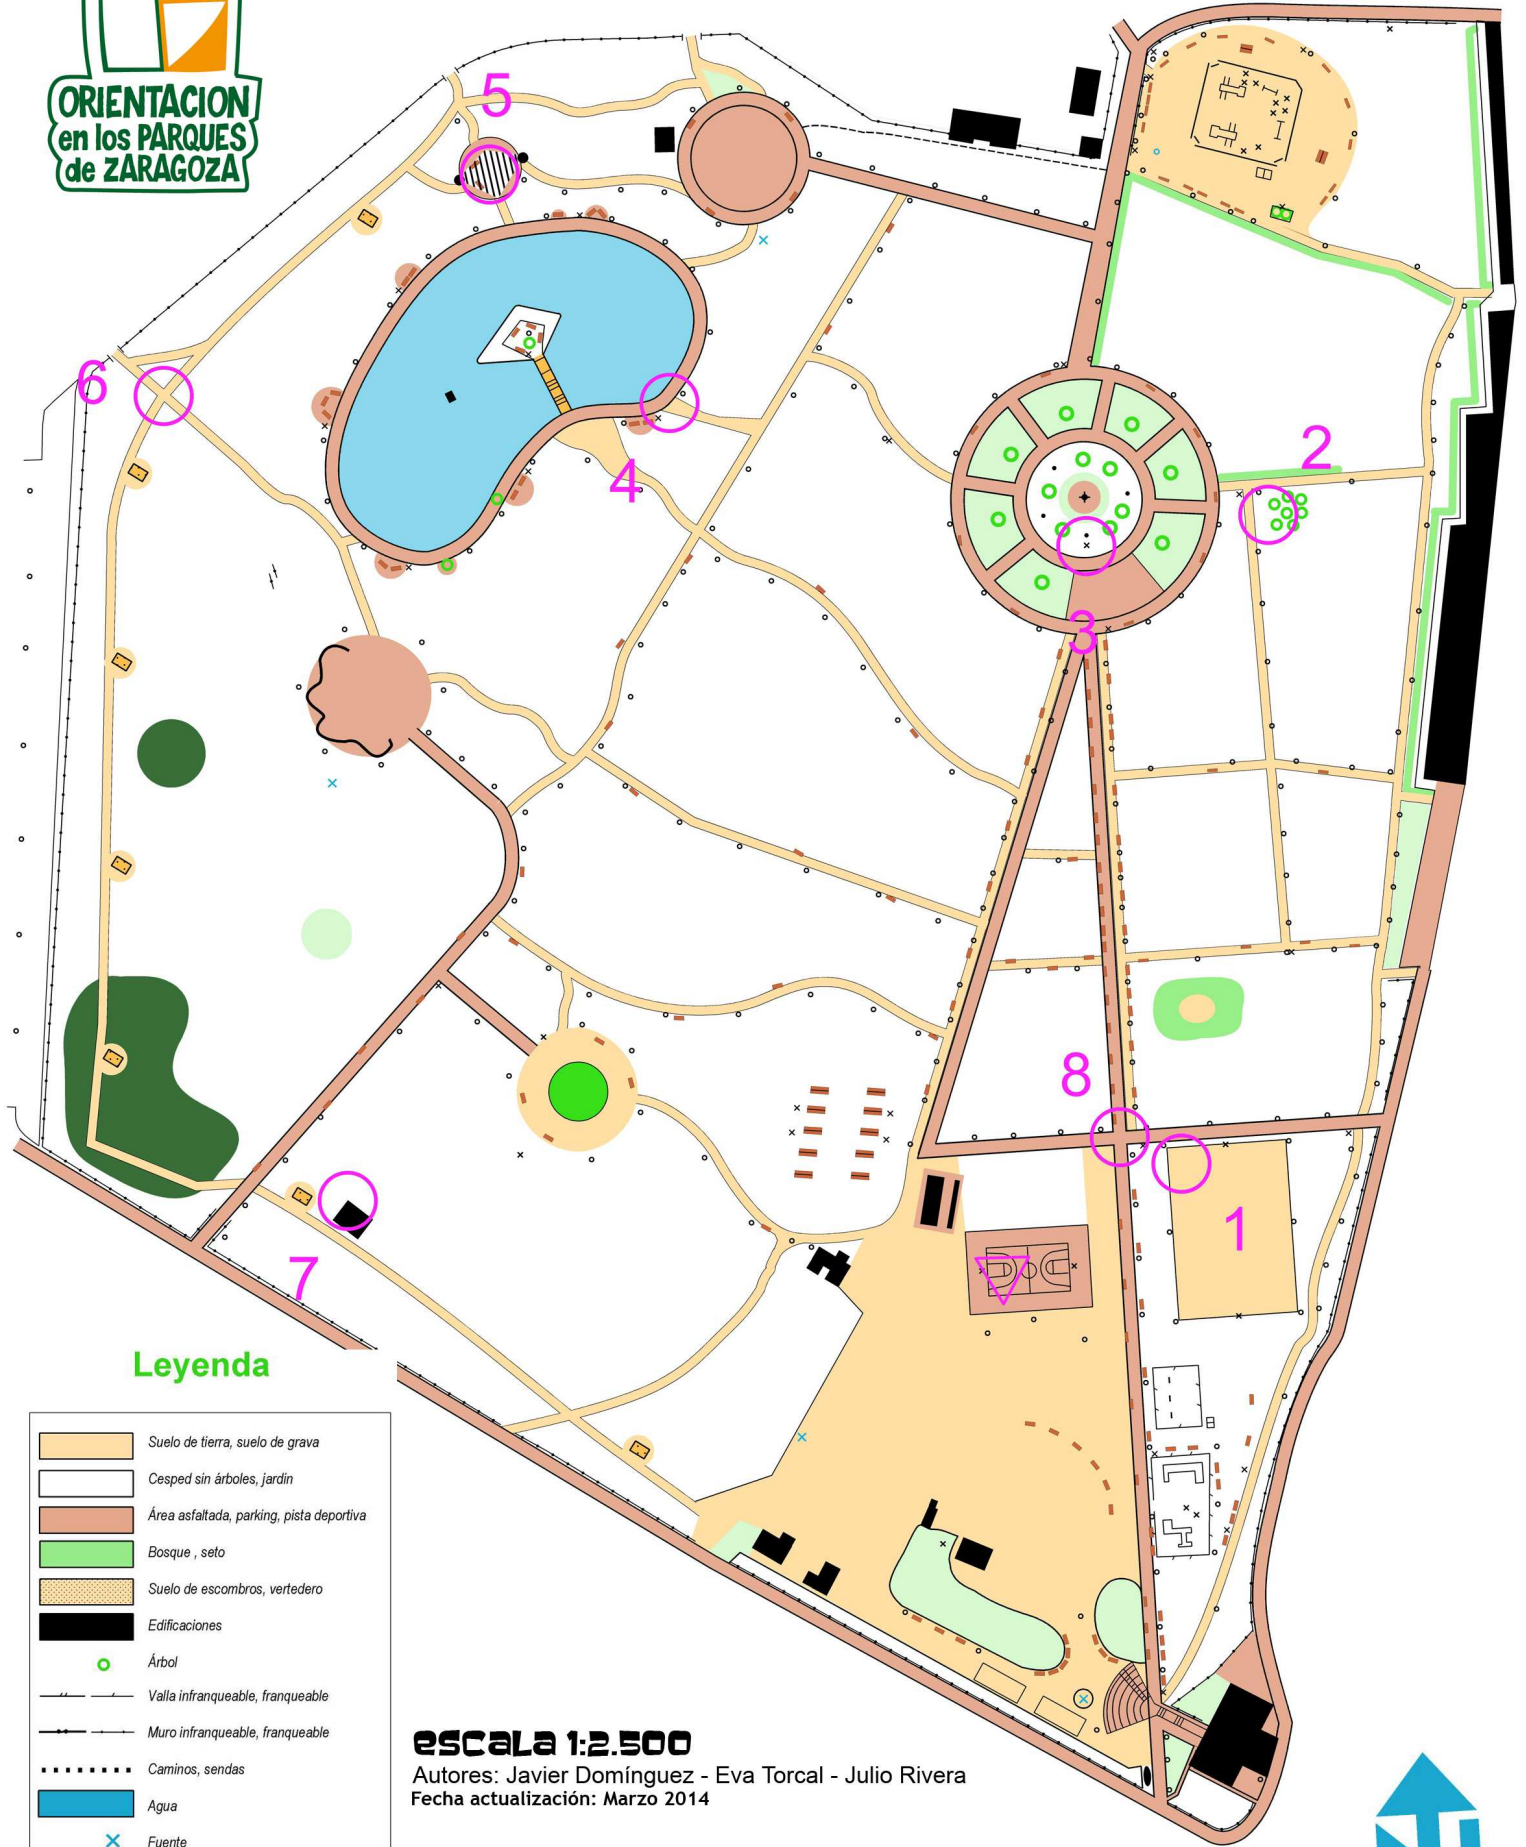 ORIENTACION
en los PARQUES
de ZARAGOZA
5
6
2
4
3
8
1
7
Leyenda
Suelo de tierra, suelo de grava
Cesped sin árboles, jardín
Área asfaltada, parking, pista deportiva
Bosque , seto
Suelo de escombros, vertedero
Edificaciones
Árbol
Valla infranqueable, franqueable
Muro infranqueable, franqueable
Caminos, sendas
Agua
Fuente
escala 1:2.500
Autores: Javier Domínguez - Eva Torcal - Julio Rivera
Fecha actualización: Marzo 2014